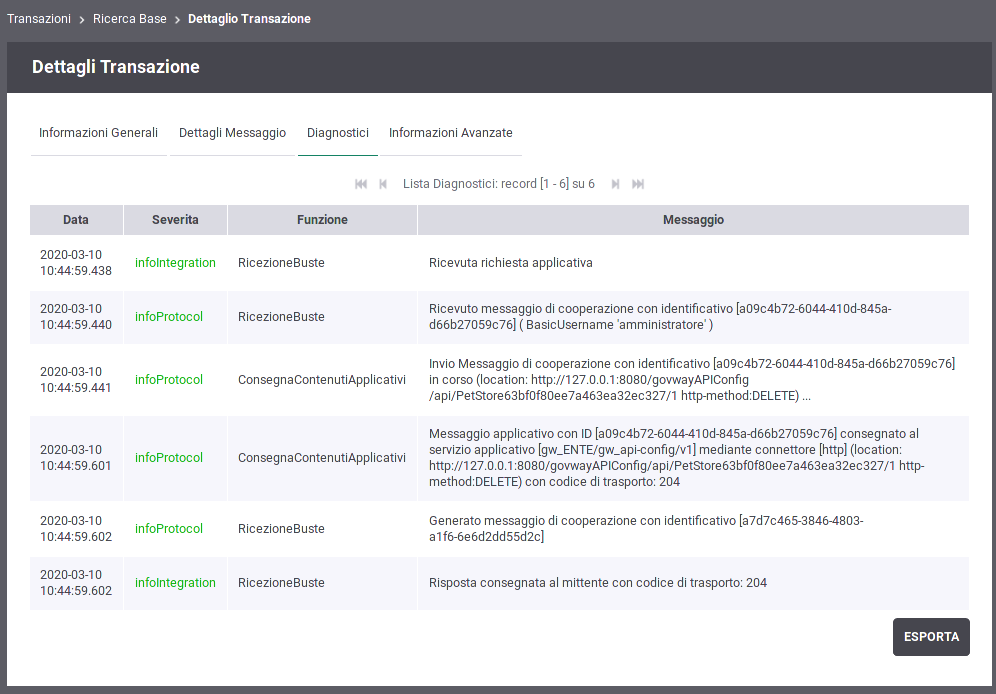 Transazioni > Ricerca Base > Dettaglio Transazione
Dettagli Transazione
Informazioni Generali Dettagli Messaggio Diagnostici Informazioni Avanzate
Lista Diagnostici: record [1 - 6] su 6
Data Severita Funzione Messaggio
2020-03-10
10:44:59.438
infoIntegration
RicezioneBuste
Ricevuta richiesta applicativa
2020-03-10
10:44:59.440
infoProtocol
RicezioneBuste
Ricevuto messaggio di cooperazione con identificativo [a09c4b72-6044-410d-845a-
d66b27059c76] ( BasicUsername 'amministratore' )
2020-03-10
10:44:59.441
infoProtocol
ConsegnaContenutiApplicativi
Invio Messaggio di cooperazione con identificativo [a09c4b72-6044-410d-845a-d66b27059c76]
in corso (location: http://127.0.0.1:8080/govwayAPIConfig
/api/PetStore63bf0f80ee7a463ea32ec327/1 http-method:DELETE) ...
2020-03-10
10:44:59.601
infoProtocol
ConsegnaContenutiApplicativi
Messaggio applicativo con ID [a09c4b72-6044-410d-845a-d66b27059c76] consegnato al
servizio applicativo [gw_ENTE/gw_api-config/v1] mediante connettore [http] (location:
http://127.0.0.1:8080/govwayAPIConfig/api/PetStore63bf0f80ee7a463ea32ec327/1 http-
method:DELETE) con codice di trasporto: 204
2020-03-10
10:44:59.602
infoProtocol
RicezioneBuste
Generato messaggio di cooperazione con identificativo [a7d7c465-3846-4803-
a1f6-6e6d2dd55d2c]
2020-03-10
10:44:59.602
infoIntegration
RicezioneBuste
Risposta consegnata al mittente con codice di trasporto: 204
ESPORTA